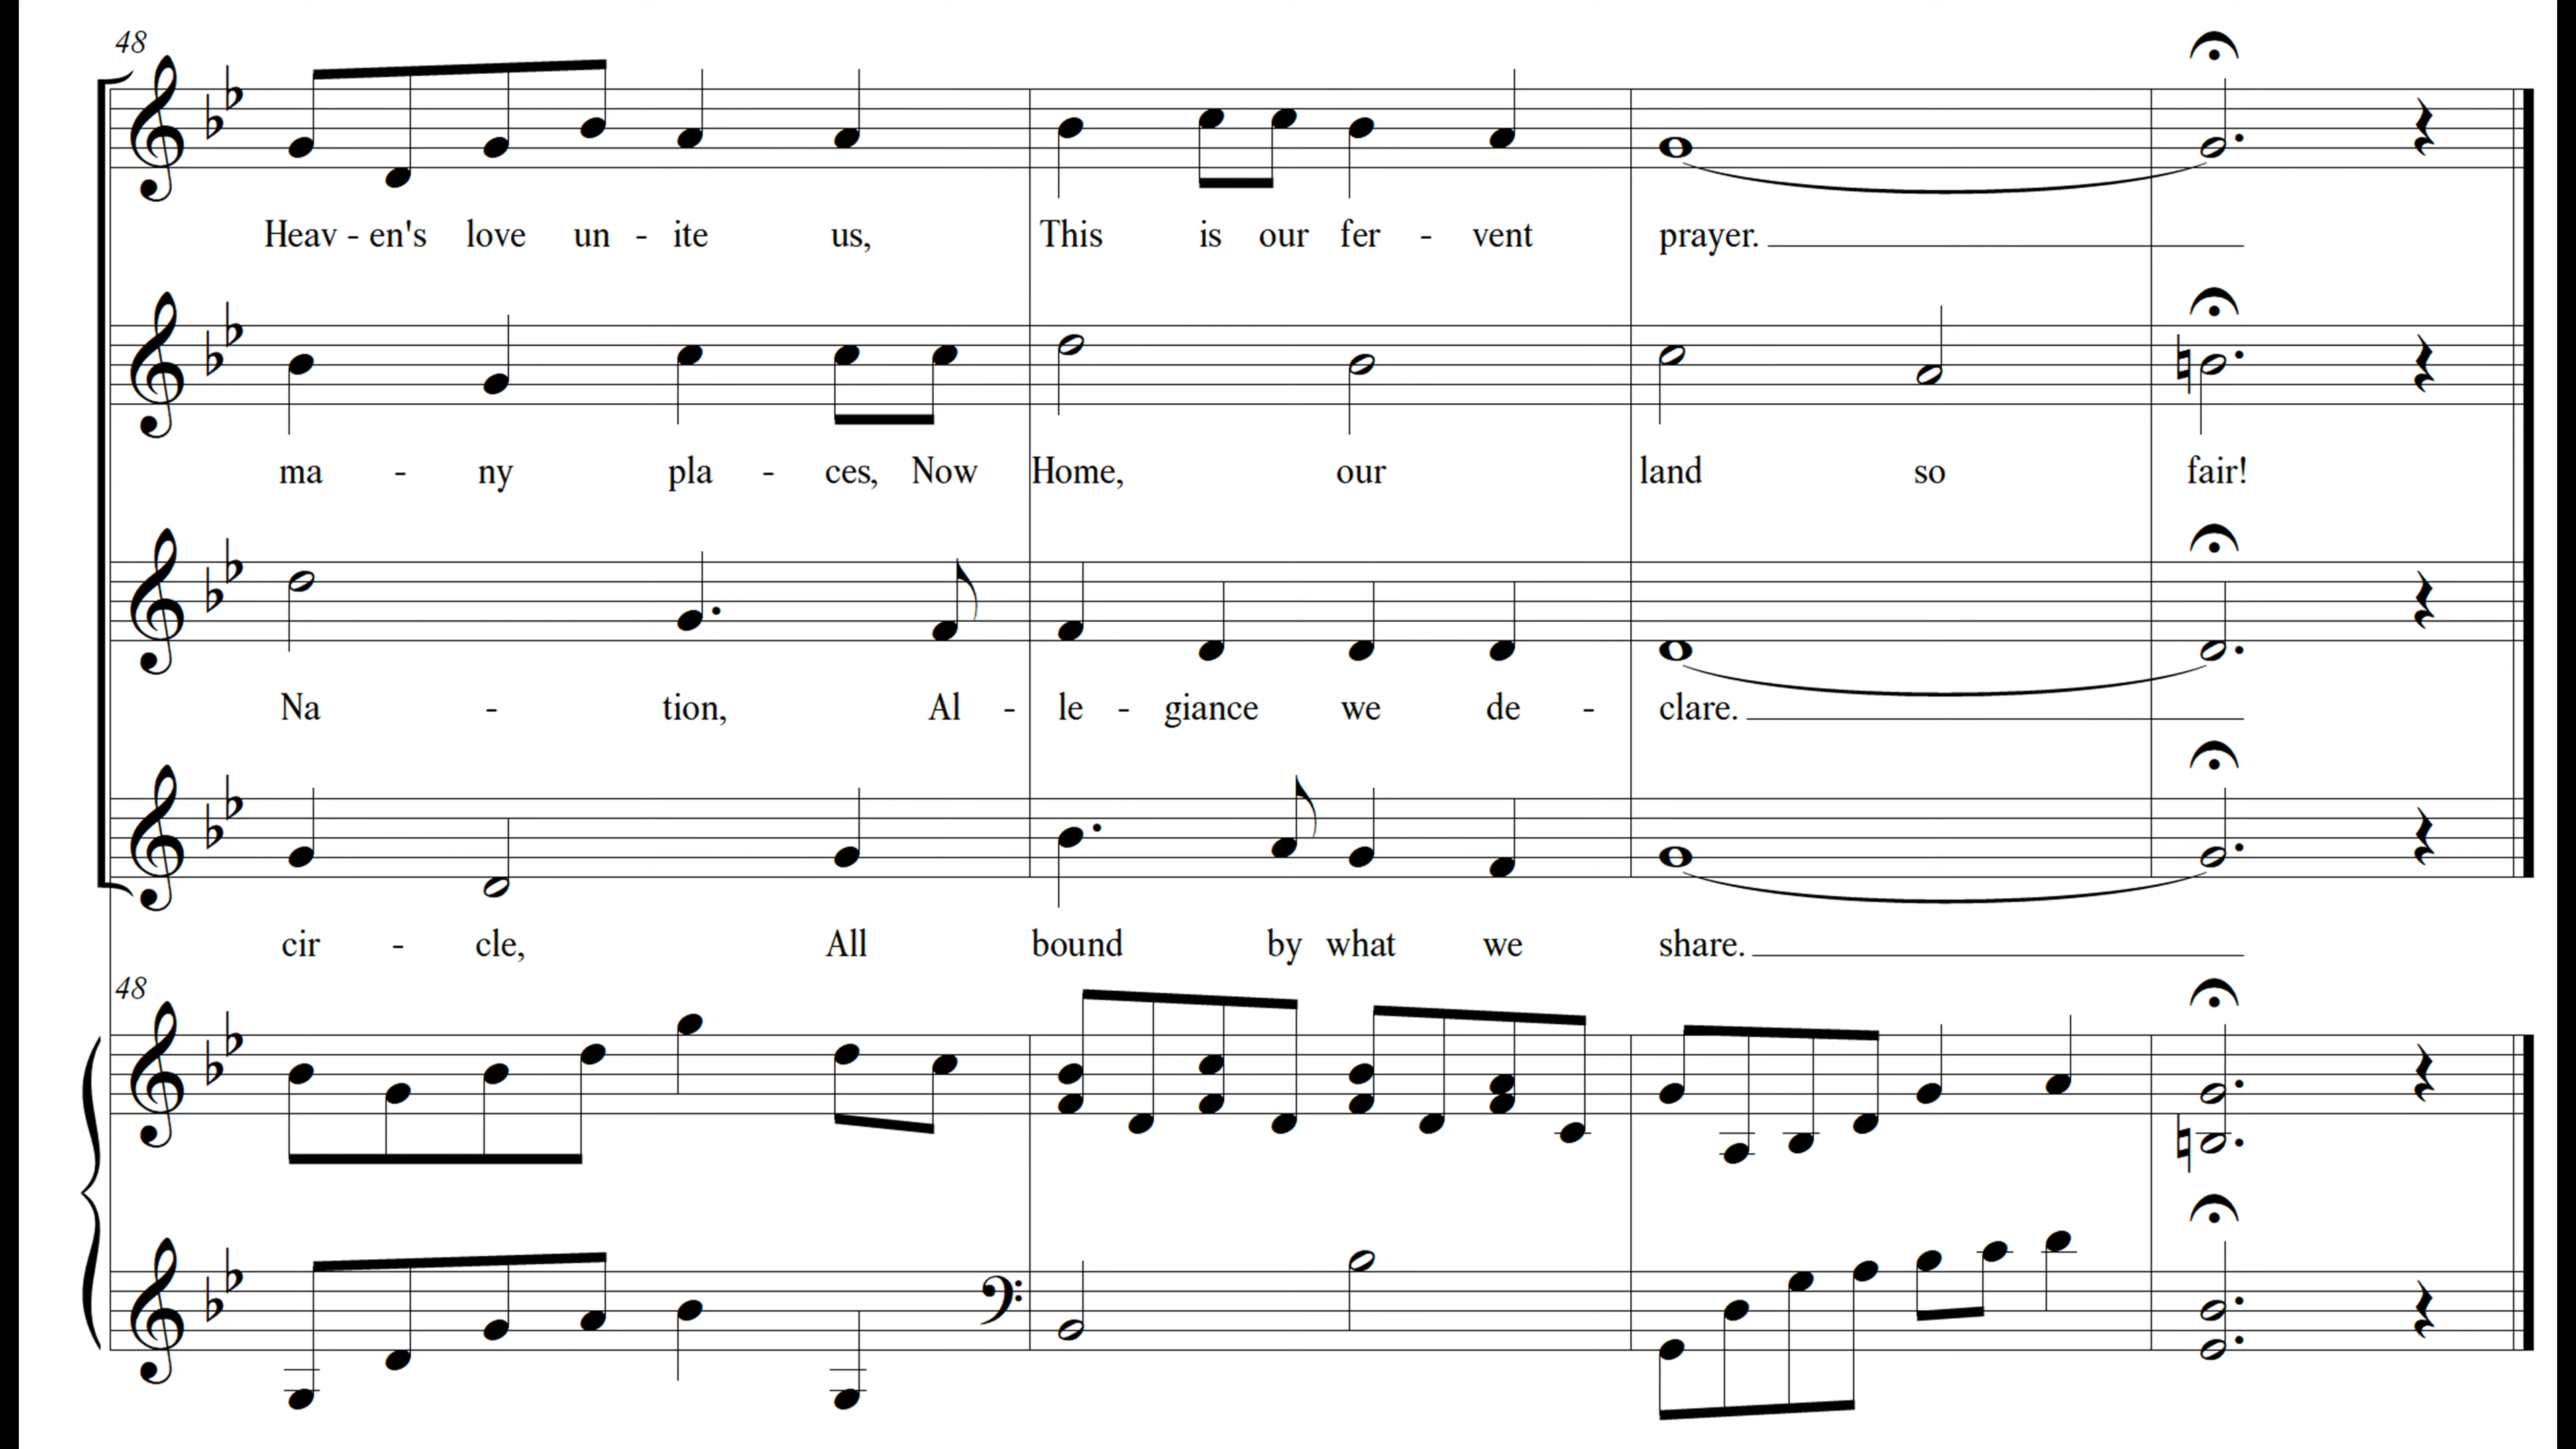 48
Heav - en's love un - ite us, This is our fer - vent prayer.
ma - ny pla - ces, Now Home, our land so fair!
Na - tion, Al - le - giance we de - clare.
cir - cle, All bound by what we share.
48